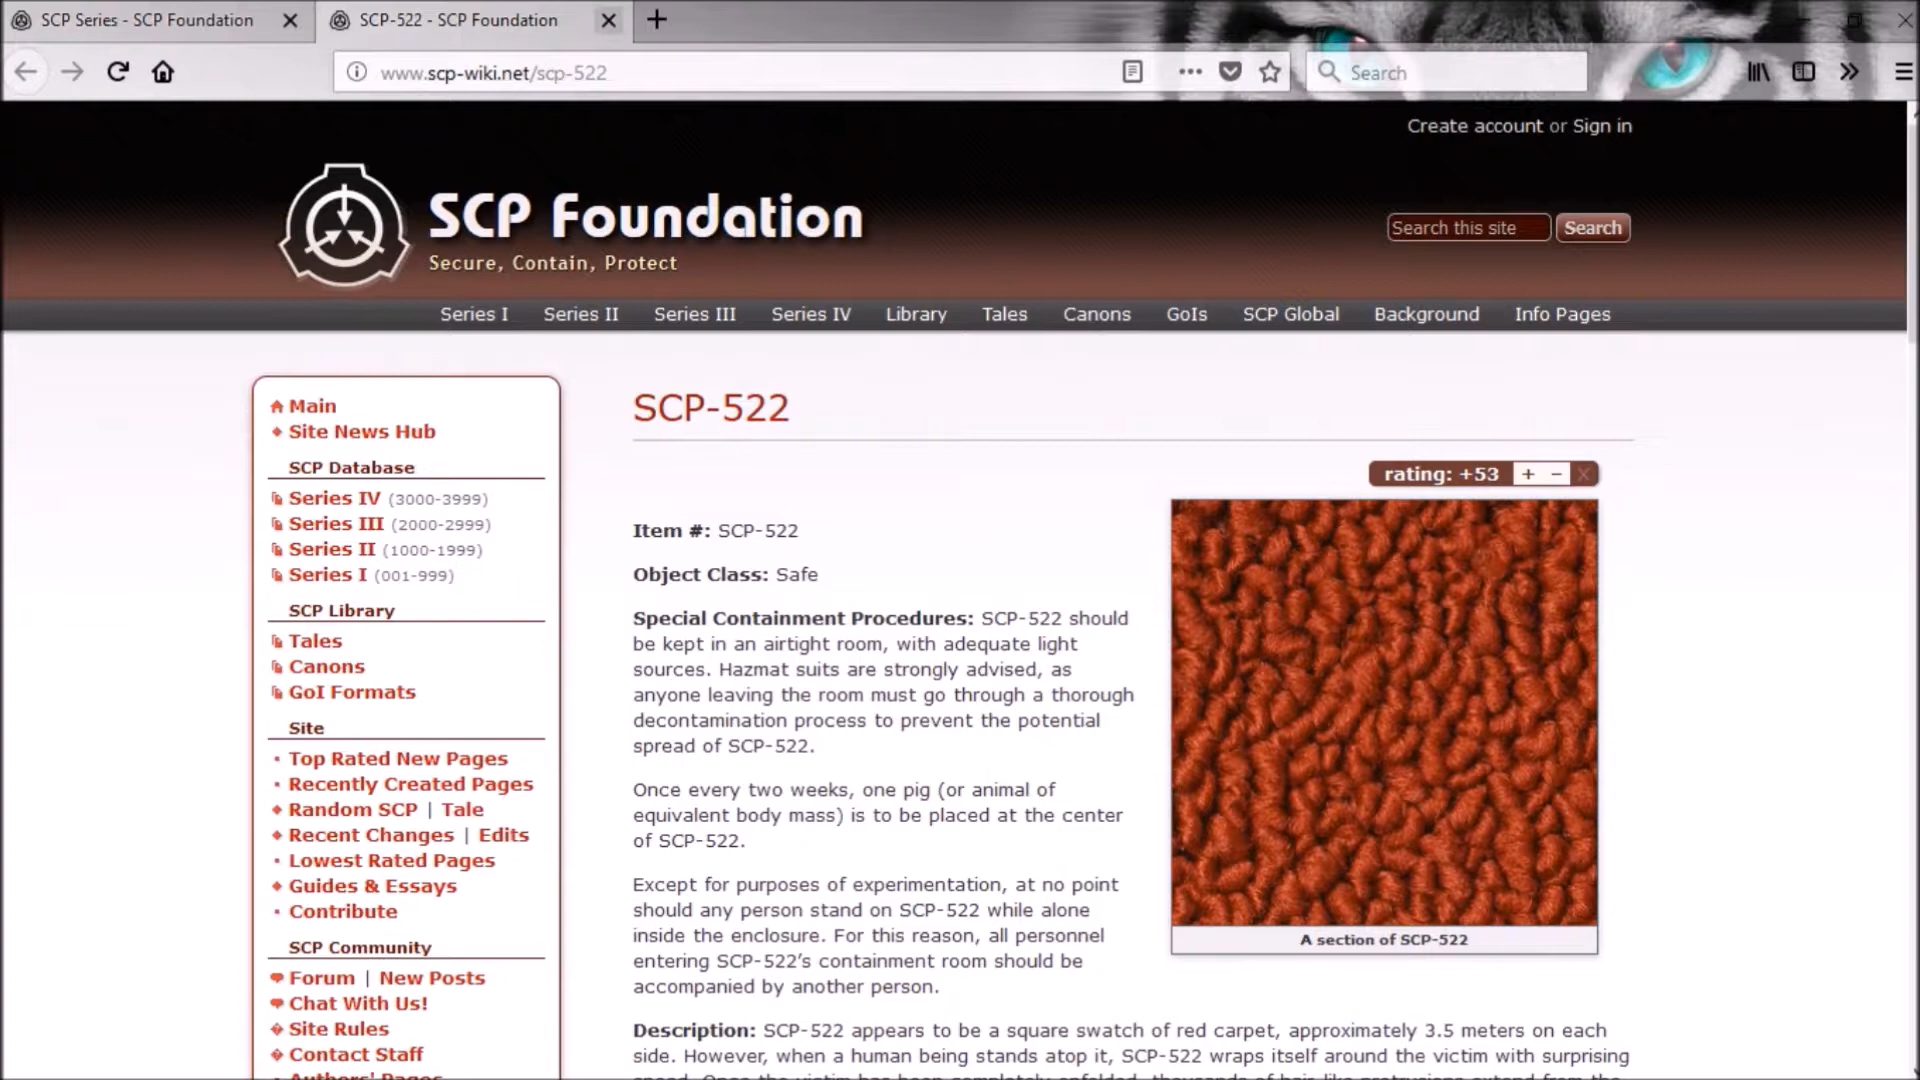 SCP Series - SCP Foundation
SCP-522 - SCP Foundation
www.scp-wiki.net/scp-522
Search
Create account or Sign in
SCP Foundation
Secure, Contain, Protect
Search this site
Search
Series I Series II Series III Series IV Library Tales Canons GoIs SCP Global Background Info Pages
Main
Site News Hub
SCP Database
Series IV (3000-3999)
Series III (2000-2999)
Series II (1000-1999)
Series I (001-999)
SCP Library
Tales
Canons
GoI Formats
Site
Top Rated New Pages
Recently Created Pages
Random SCP | Tale
Recent Changes | Edits
Lowest Rated Pages
Guides & Essays
Contribute
SCP Community
Forum | New Posts
Chat With Us!
Site Rules
Contact Staff
Authors' Pages
SCP-522
rating: +53 + – X
Item #: SCP-522
Object Class: Safe
Special Containment Procedures: SCP-522 should
be kept in an airtight room, with adequate light
sources. Hazmat suits are strongly advised, as
anyone leaving the room must go through a thorough
decontamination process to prevent the potential
spread of SCP-522.
Once every two weeks, one pig (or animal of
equivalent body mass) is to be placed at the center
of SCP-522.
Except for purposes of experimentation, at no point
should any person stand on SCP-522 while alone
inside the enclosure. For this reason, all personnel
entering SCP-522’s containment room should be
accompanied by another person.
A section of SCP-522
Description: SCP-522 appears to be a square swatch of red carpet, approximately 3.5 meters on each
side. However, when a human being stands atop it, SCP-522 wraps itself around the victim with surprising